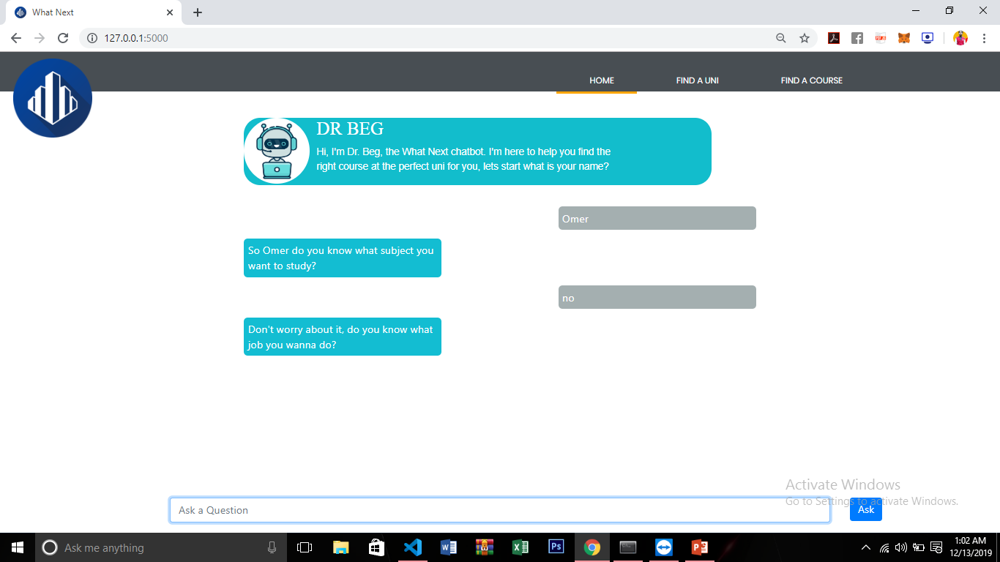 What Next
127.0.0.1:5000
HOME FIND A UNI FIND A COURSE
DR BEG
Hi, I'm Dr. Beg, the What Next chatbot. I'm here to help you find the
right course at the perfect uni for you, lets start what is your name?
Omer
So Omer do you know what subject you
want to study?
no
Don't worry about it, do you know what
job you wanna do?
Activate Windows
Go to Settings to activate Windows.
Ask a Question
Ask
Ask me anything
Ps
1:02 AM
12/13/2019